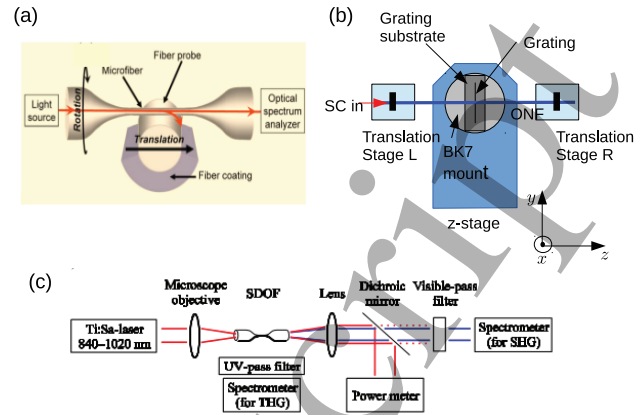 (a)
Fiber probe
Microfiber
Light
source
Rotation
Optical
spectrum
analyzer
Translation
Fiber coating
(b)
Grating
substrate
Grating
SC in
ONE
Translation
Stage L
BK7
mount
Translation
Stage R
z-stage
y
x
z
(c)
Microscope
objective
SDOF
Lens
Dichroic
mirror
Visible-pass
filter
Ti:Sa-laser
840–1020 nm
Spectrometer
(for SHG)
UV-pass filter
Spectrometer
(for THG)
Power meter
cript